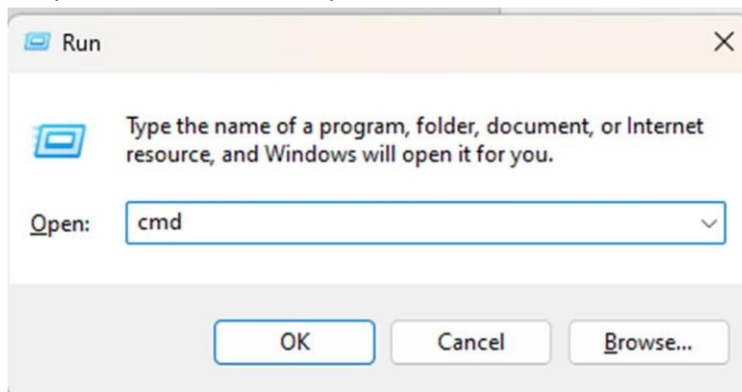 Run
Type the name of a program, folder, document, or Internet
resource, and Windows will open it for you.
Open: cmd
OK Cancel Browse...